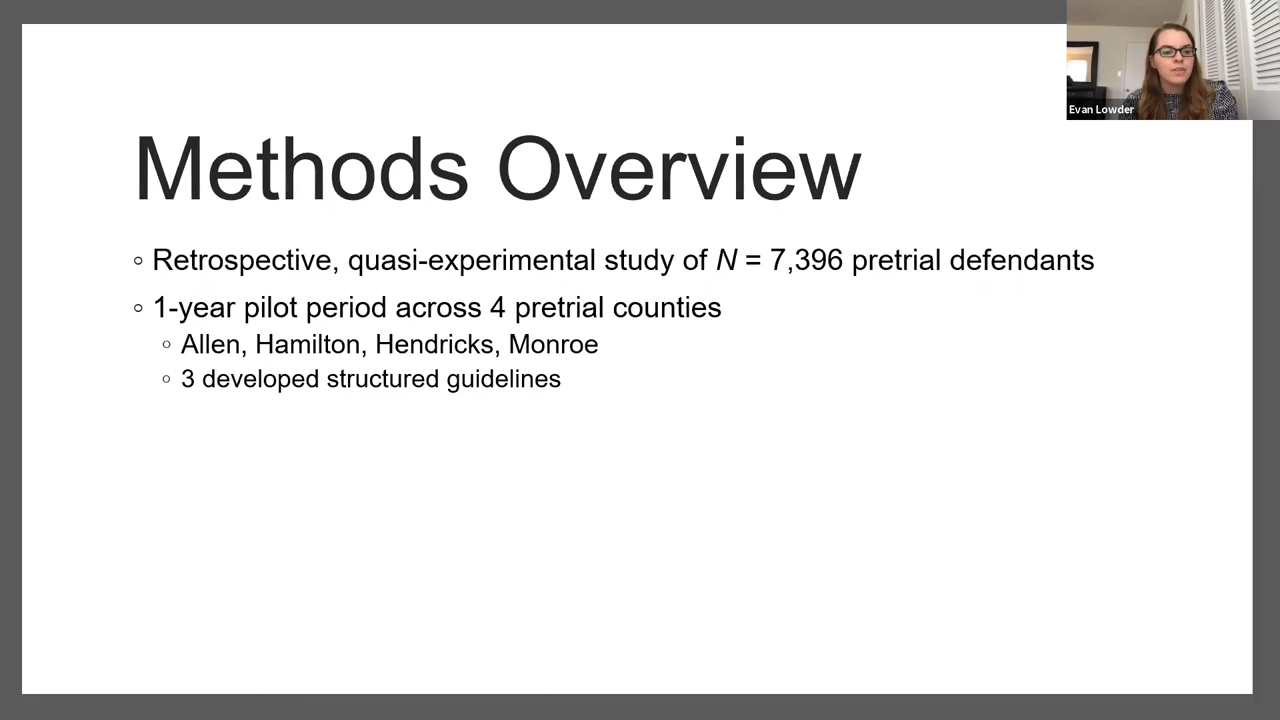 Evan Lowder
Methods Overview
◦ Retrospective, quasi-experimental study of N = 7,396 pretrial defendants
◦ 1-year pilot period across 4 pretrial counties
◦ Allen, Hamilton, Hendricks, Monroe
◦ 3 developed structured guidelines